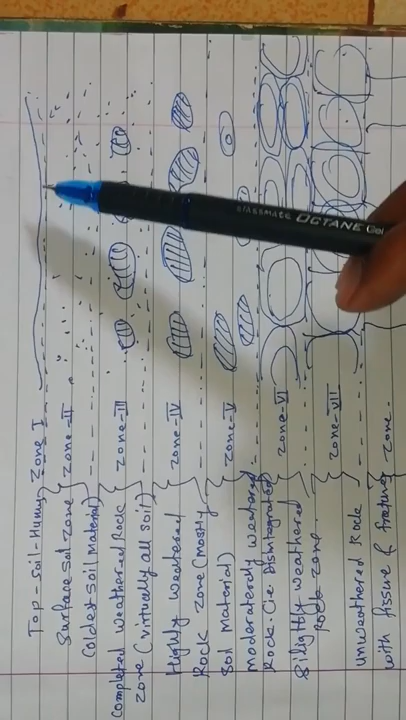 Top-soil-Humus Zone I
Surface soil zone zone-II
(oldest soil material)
completed weathered Rock zone-III
zone (virtually all soil)
Highly weathered zone-IV
Rock zone (mostly
soil material) zone-V
moderately weathered
Rock. (i.e. Disintegrated) zone-VI
Silightly weathered
Rock zone. zone-VII
unweathered Rock
with fissure & fracture zone.
classmate OCTANE Gel